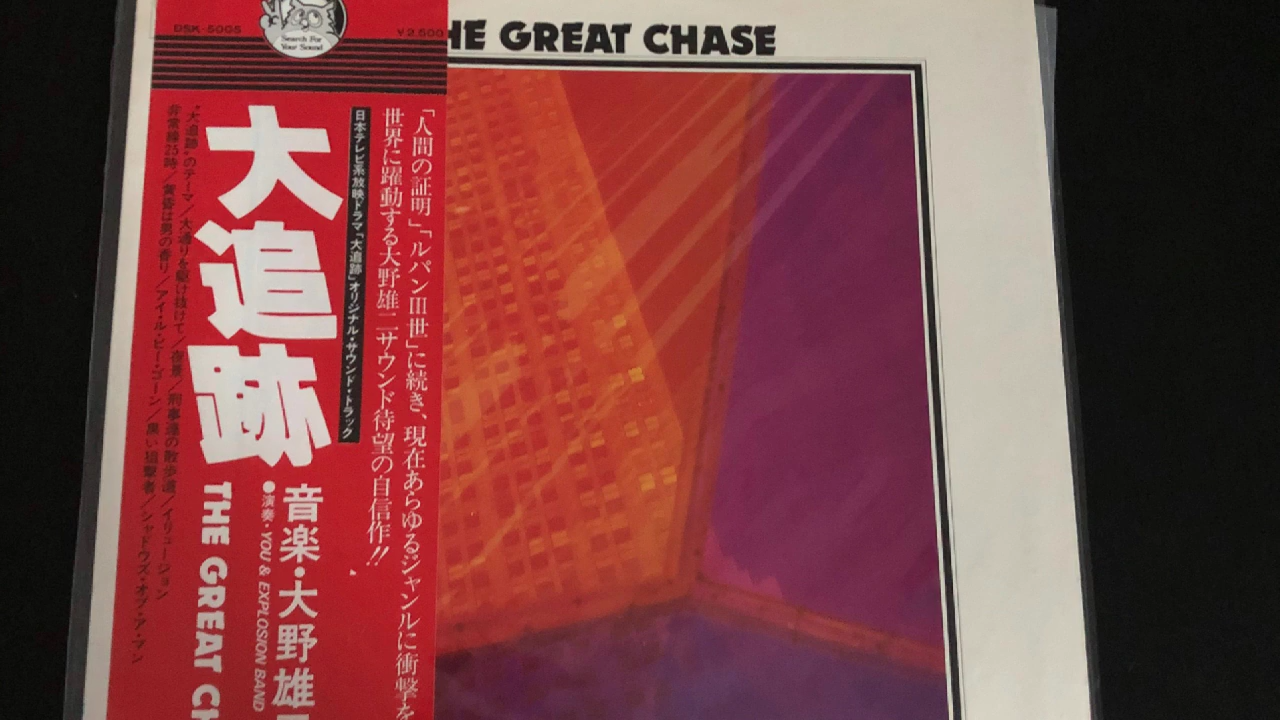 DSK-5005
Search For
Your Sound
¥2,500
HE GREAT CHASE
「人間の証明」「ルパンIII世」に続き、現在あらゆるジャンルに衝撃を
世界に躍動する大野雄二サウンド待望の自信作!!
日本テレビ系放映ドラマ「大追跡」オリジナル・サウンド・トラック
大追跡
THE GREAT CH
音楽・大野雄
●演奏・YOU & EXPLOSION BAND
"大追跡"のテーマ/大通りを駆け抜けて/夜景/刑事達の散歩道/イリュージョン
非常線25時/黄昏は男の香り/アイ・ル・ビー・ゴーン/黒い狙撃者/シャドウズ・オブ・ア・マン